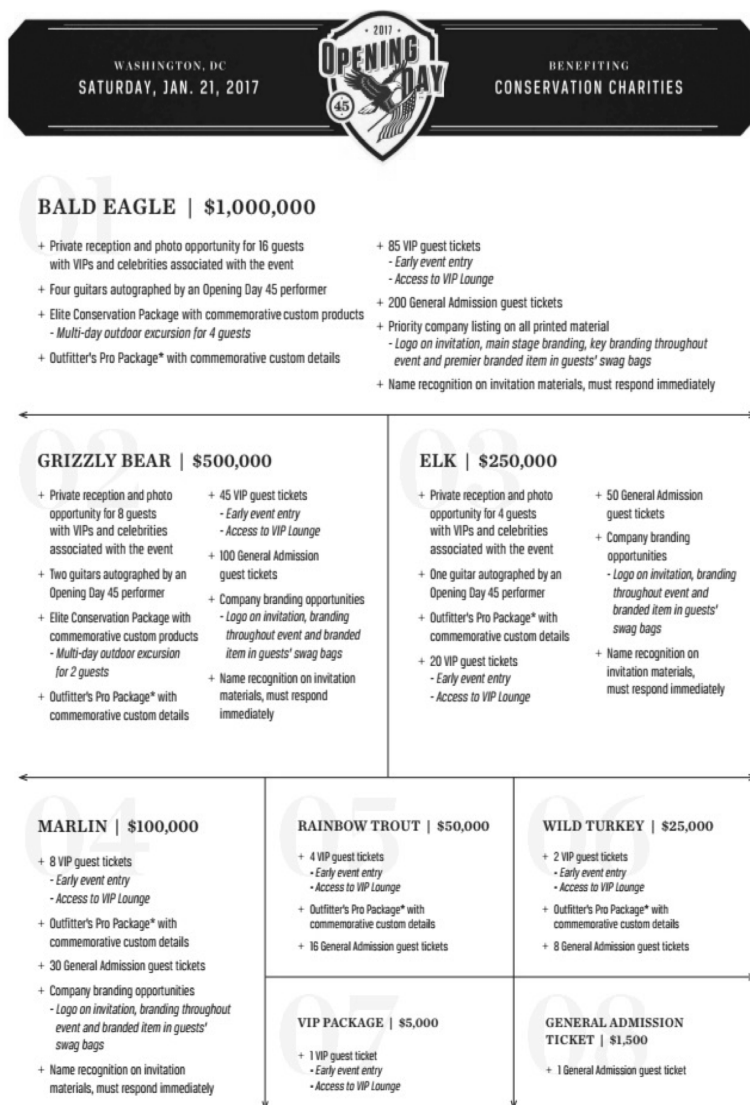 WASHINGTON, DC
SATURDAY, JAN. 21, 2017
• 2017 •
OPENING
DAY
45
BENEFITING
CONSERVATION CHARITIES
01
BALD EAGLE | $1,000,000
+ Private reception and photo opportunity for 16 guests
with VIPs and celebrities associated with the event
+ Four guitars autographed by an Opening Day 45 performer
+ Elite Conservation Package with commemorative custom products
- Multi-day outdoor excursion for 4 guests
+ Outfitter's Pro Package* with commemorative custom details
+ 85 VIP guest tickets
- Early event entry
- Access to VIP Lounge
+ 200 General Admission guest tickets
+ Priority company listing on all printed material
- Logo on invitation, main stage branding, key branding throughout
event and premier branded item in guests' swag bags
+ Name recognition on invitation materials, must respond immediately
02
GRIZZLY BEAR | $500,000
+ Private reception and photo
opportunity for 8 guests
with VIPs and celebrities
associated with the event
+ Two guitars autographed by an
Opening Day 45 performer
+ Elite Conservation Package with
commemorative custom products
- Multi-day outdoor excursion
for 2 guests
+ Outfitter's Pro Package* with
commemorative custom details
+ 45 VIP guest tickets
- Early event entry
- Access to VIP Lounge
+ 100 General Admission
guest tickets
+ Company branding opportunities
- Logo on invitation, branding
throughout event and branded
item in guests' swag bags
+ Name recognition on invitation
materials, must respond
immediately
03
ELK | $250,000
+ Private reception and photo
opportunity for 4 guests
with VIPs and celebrities
associated with the event
+ One guitar autographed by an
Opening Day 45 performer
+ Outfitter's Pro Package* with
commemorative custom details
+ 20 VIP guest tickets
- Early event entry
- Access to VIP Lounge
+ 50 General Admission
guest tickets
+ Company branding
opportunities
- Logo on invitation, branding
throughout event and
branded item in guests'
swag bags
+ Name recognition on
invitation materials,
must respond immediately
04
MARLIN | $100,000
+ 8 VIP guest tickets
- Early event entry
- Access to VIP Lounge
+ Outfitter's Pro Package* with
commemorative custom details
+ 30 General Admission guest tickets
+ Company branding opportunities
- Logo on invitation, branding throughout
event and branded item in guests'
swag bags
+ Name recognition on invitation
materials, must respond immediately
05
RAINBOW TROUT | $50,000
+ 4 VIP guest tickets
- Early event entry
- Access to VIP Lounge
+ Outfitter's Pro Package* with
commemorative custom details
+ 16 General Admission guest tickets
06
WILD TURKEY | $25,000
+ 2 VIP guest tickets
- Early event entry
- Access to VIP Lounge
+ Outfitter's Pro Package* with
commemorative custom details
+ 8 General Admission guest tickets
07
VIP PACKAGE | $5,000
+ 1 VIP guest ticket
- Early event entry
- Access to VIP Lounge
08
GENERAL ADMISSION
TICKET | $1,500
+ 1 General Admission guest ticket